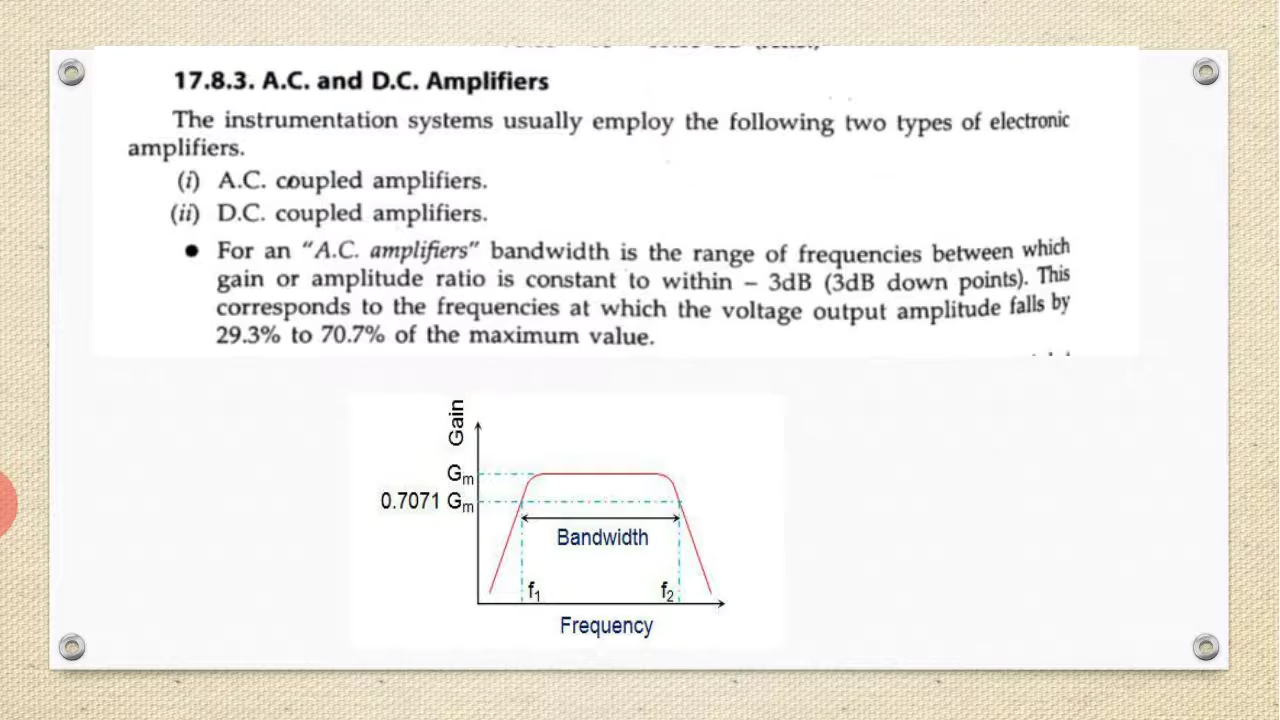 17.8.3. A.C. and D.C. Amplifiers
The instrumentation systems usually employ the following two types of electronic
amplifiers.
(i) A.C. coupled amplifiers.
(ii) D.C. coupled amplifiers.
• For an “A.C. amplifiers” bandwidth is the range of frequencies between which
gain or amplitude ratio is constant to within – 3dB (3dB down points). This
corresponds to the frequencies at which the voltage output amplitude falls by
29.3% to 70.7% of the maximum value.
Gain
Gm
0.7071 Gm
Bandwidth
f1 f2
Frequency